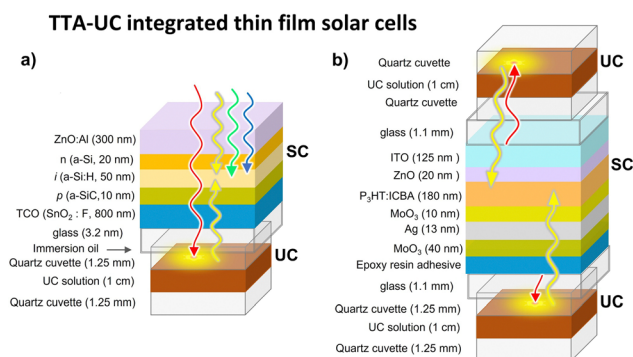 TTA-UC integrated thin film solar cells
a)
ZnO:Al (300 nm)
n (a-Si, 20 nm)
i (a-Si:H, 50 nm)
p (a-SiC,10 nm)
TCO (SnO2 : F, 800 nm)
glass (3.2 nm)
Immersion oil
Quartz cuvette (1.25 mm)
UC solution (1 cm)
Quartz cuvette (1.25 mm)
SC
UC
b)
Quartz cuvette
UC solution (1 cm)
Quartz cuvette
glass (1.1 mm)
ITO (125 nm )
ZnO (20 nm)
P3HT:ICBA (180 nm)
MoO3 (10 nm)
Ag (13 nm)
MoO3 (40 nm)
Epoxy resin adhesive
glass (1.1 mm)
Quartz cuvette (1.25 mm)
UC solution (1 cm)
Quartz cuvette (1.25 mm)
UC
SC
UC